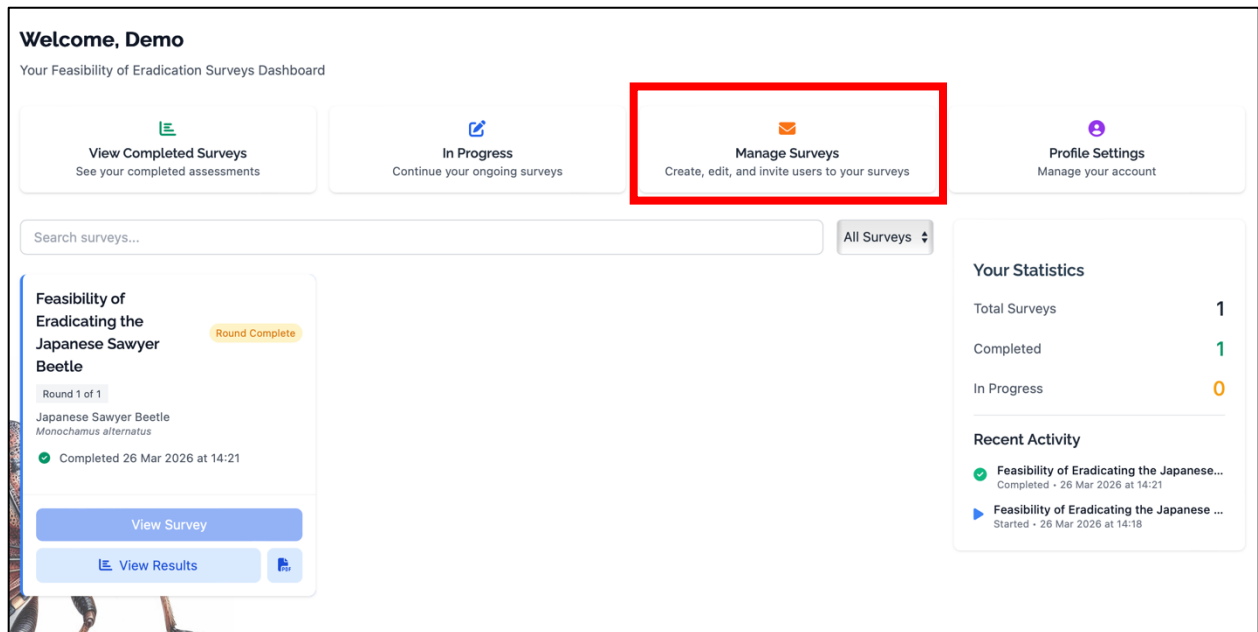 Welcome, Demo
Your Feasibility of Eradication Surveys Dashboard
View Completed Surveys
See your completed assessments
In Progress
Continue your ongoing surveys
Manage Surveys
Create, edit, and invite users to your surveys
Profile Settings
Manage your account
Search surveys...
All Surveys
Feasibility of
Eradicating the
Japanese Sawyer
Beetle
Round Complete
Round 1 of 1
Japanese Sawyer Beetle
Monochamus alternatus
Completed 26 Mar 2026 at 14:21
View Survey
View Results
PDF
Your Statistics
Total Surveys 1
Completed 1
In Progress 0
Recent Activity
Feasibility of Eradicating the Japanese...
Completed • 26 Mar 2026 at 14:21
Feasibility of Eradicating the Japanese ...
Started • 26 Mar 2026 at 14:18